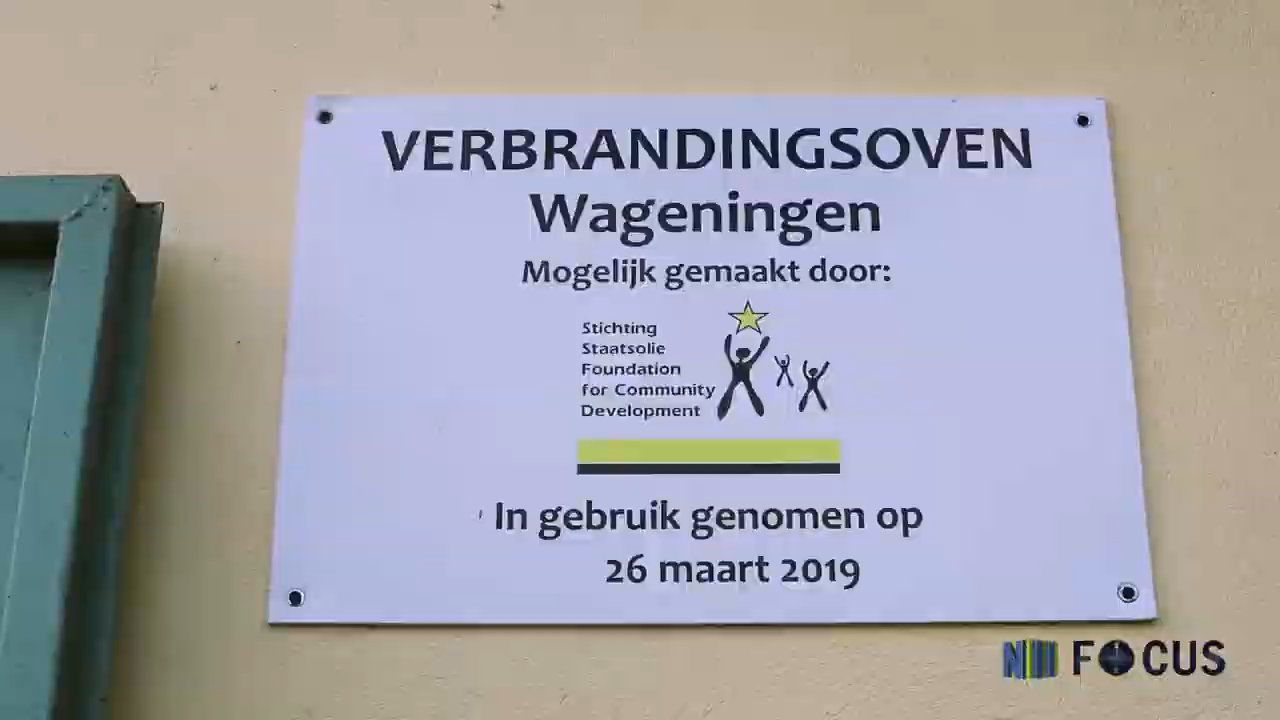 VERBRANDINGSOVEN
Wageningen
Mogelijk gemaakt door:
Stichting
Staatsolie
Foundation
for Community
Development
In gebruik genomen op
26 maart 2019
FOCUS